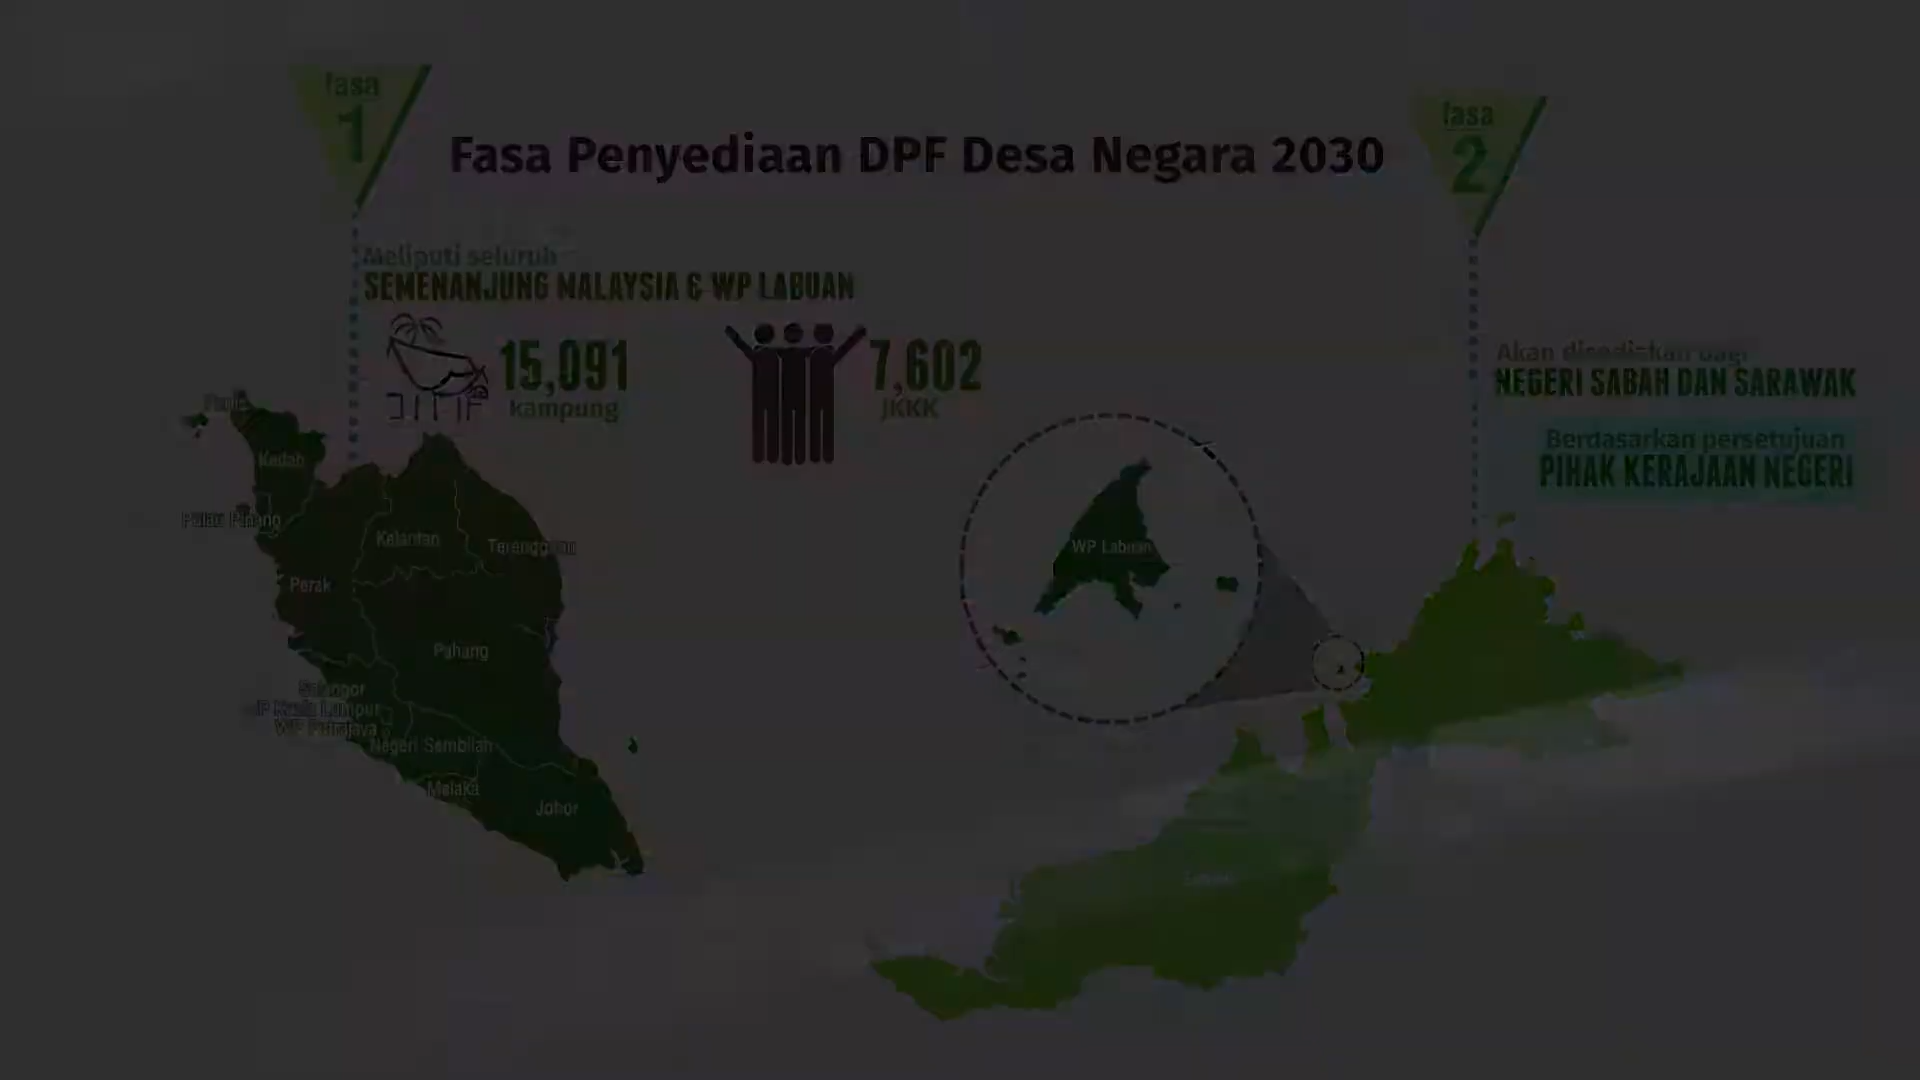 fasa
1
Fasa Penyediaan DPF Desa Negara 2030
fasa
2
Meliputi seluruh
SEMENANJUNG MALAYSIA & WP LABUAN
15,091
kampung
7,602
JKKK
Akan disediakan bagi
NEGERI SABAH DAN SARAWAK
Berdasarkan persetujuan
PIHAK KERAJAAN NEGERI
Perlis
Kedah
Pulau Pinang
Kelantan
Terengganu
Perak
Pahang
Selangor
WP Kuala Lumpur
WP Putrajaya
Negeri Sembilan
Melaka
Johor
WP Labuan